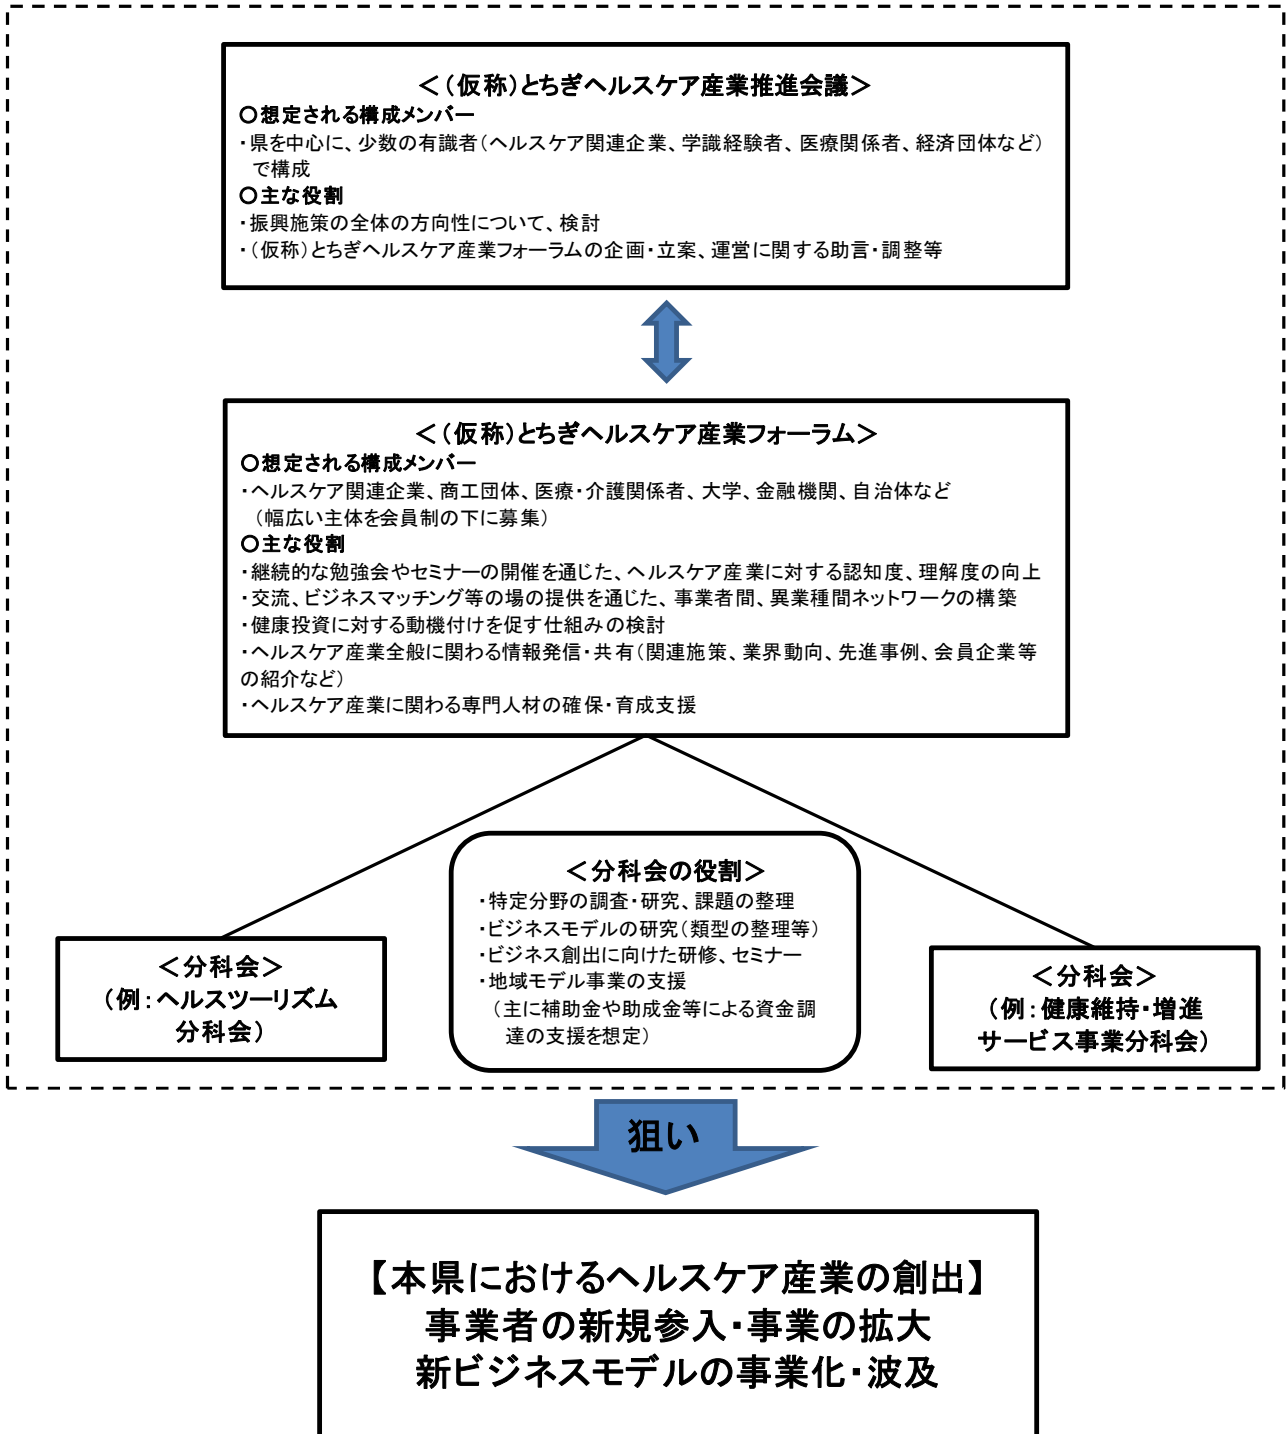 ＜（仮称）とちぎヘルスケア産業推進会議＞
○想定される構成メンバー
・県を中心に、少数の有識者（ヘルスケア関連企業、学識経験者、医療関係者、経済団体など）
で構成
○主な役割
・振興施策の全体の方向性について、検討
・（仮称）とちぎヘルスケア産業フォーラムの企画・立案、運営に関する助言・調整等
＜（仮称）とちぎヘルスケア産業フォーラム＞
○想定される構成メンバー
・ヘルスケア関連企業、商工団体、医療・介護関係者、大学、金融機関、自治体など
（幅広い主体を会員制の下に募集）
○主な役割
・継続的な勉強会やセミナーの開催を通じた、ヘルスケア産業に対する認知度、理解度の向上
・交流、ビジネスマッチング等の場の提供を通じた、事業者間、異業種間ネットワークの構築
・健康投資に対する動機付けを促す仕組みの検討
・ヘルスケア産業全般に関わる情報発信・共有（関連施策、業界動向、先進事例、会員企業等
の紹介など）
・ヘルスケア産業に関わる専門人材の確保・育成支援
＜分科会の役割＞
・特定分野の調査・研究、課題の整理
・ビジネスモデルの研究（類型の整理等）
・ビジネス創出に向けた研修、セミナー
・地域モデル事業の支援
（主に補助金や助成金等による資金調
達の支援を想定）
＜分科会＞
（例：ヘルスツーリズム
分科会）
＜分科会＞
（例：健康維持・増進
サービス事業分科会）
狙い
【本県におけるヘルスケア産業の創出】
事業者の新規参入・事業の拡大
新ビジネスモデルの事業化・波及